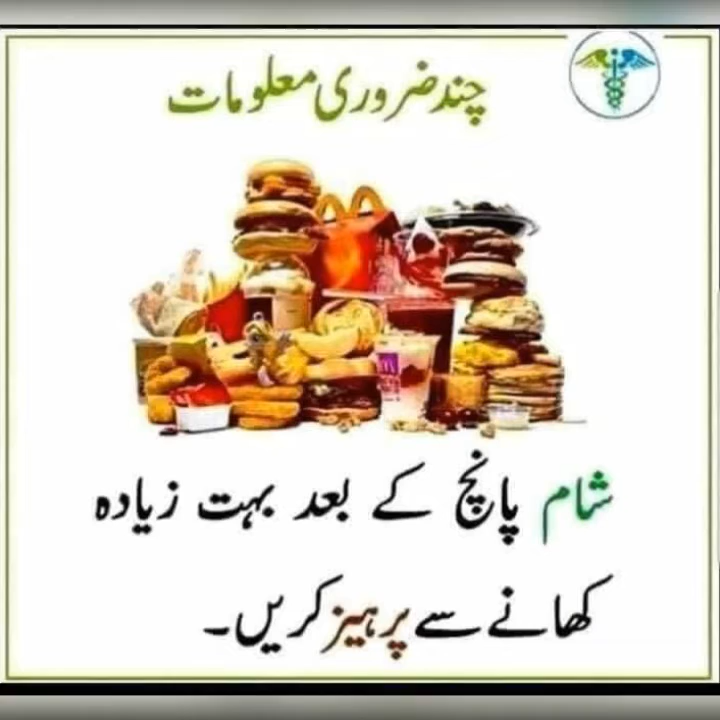 چند ضروری معلومات
شام پانچ کے بعد بہت زیادہ
کھانے سے پرہیز کریں۔